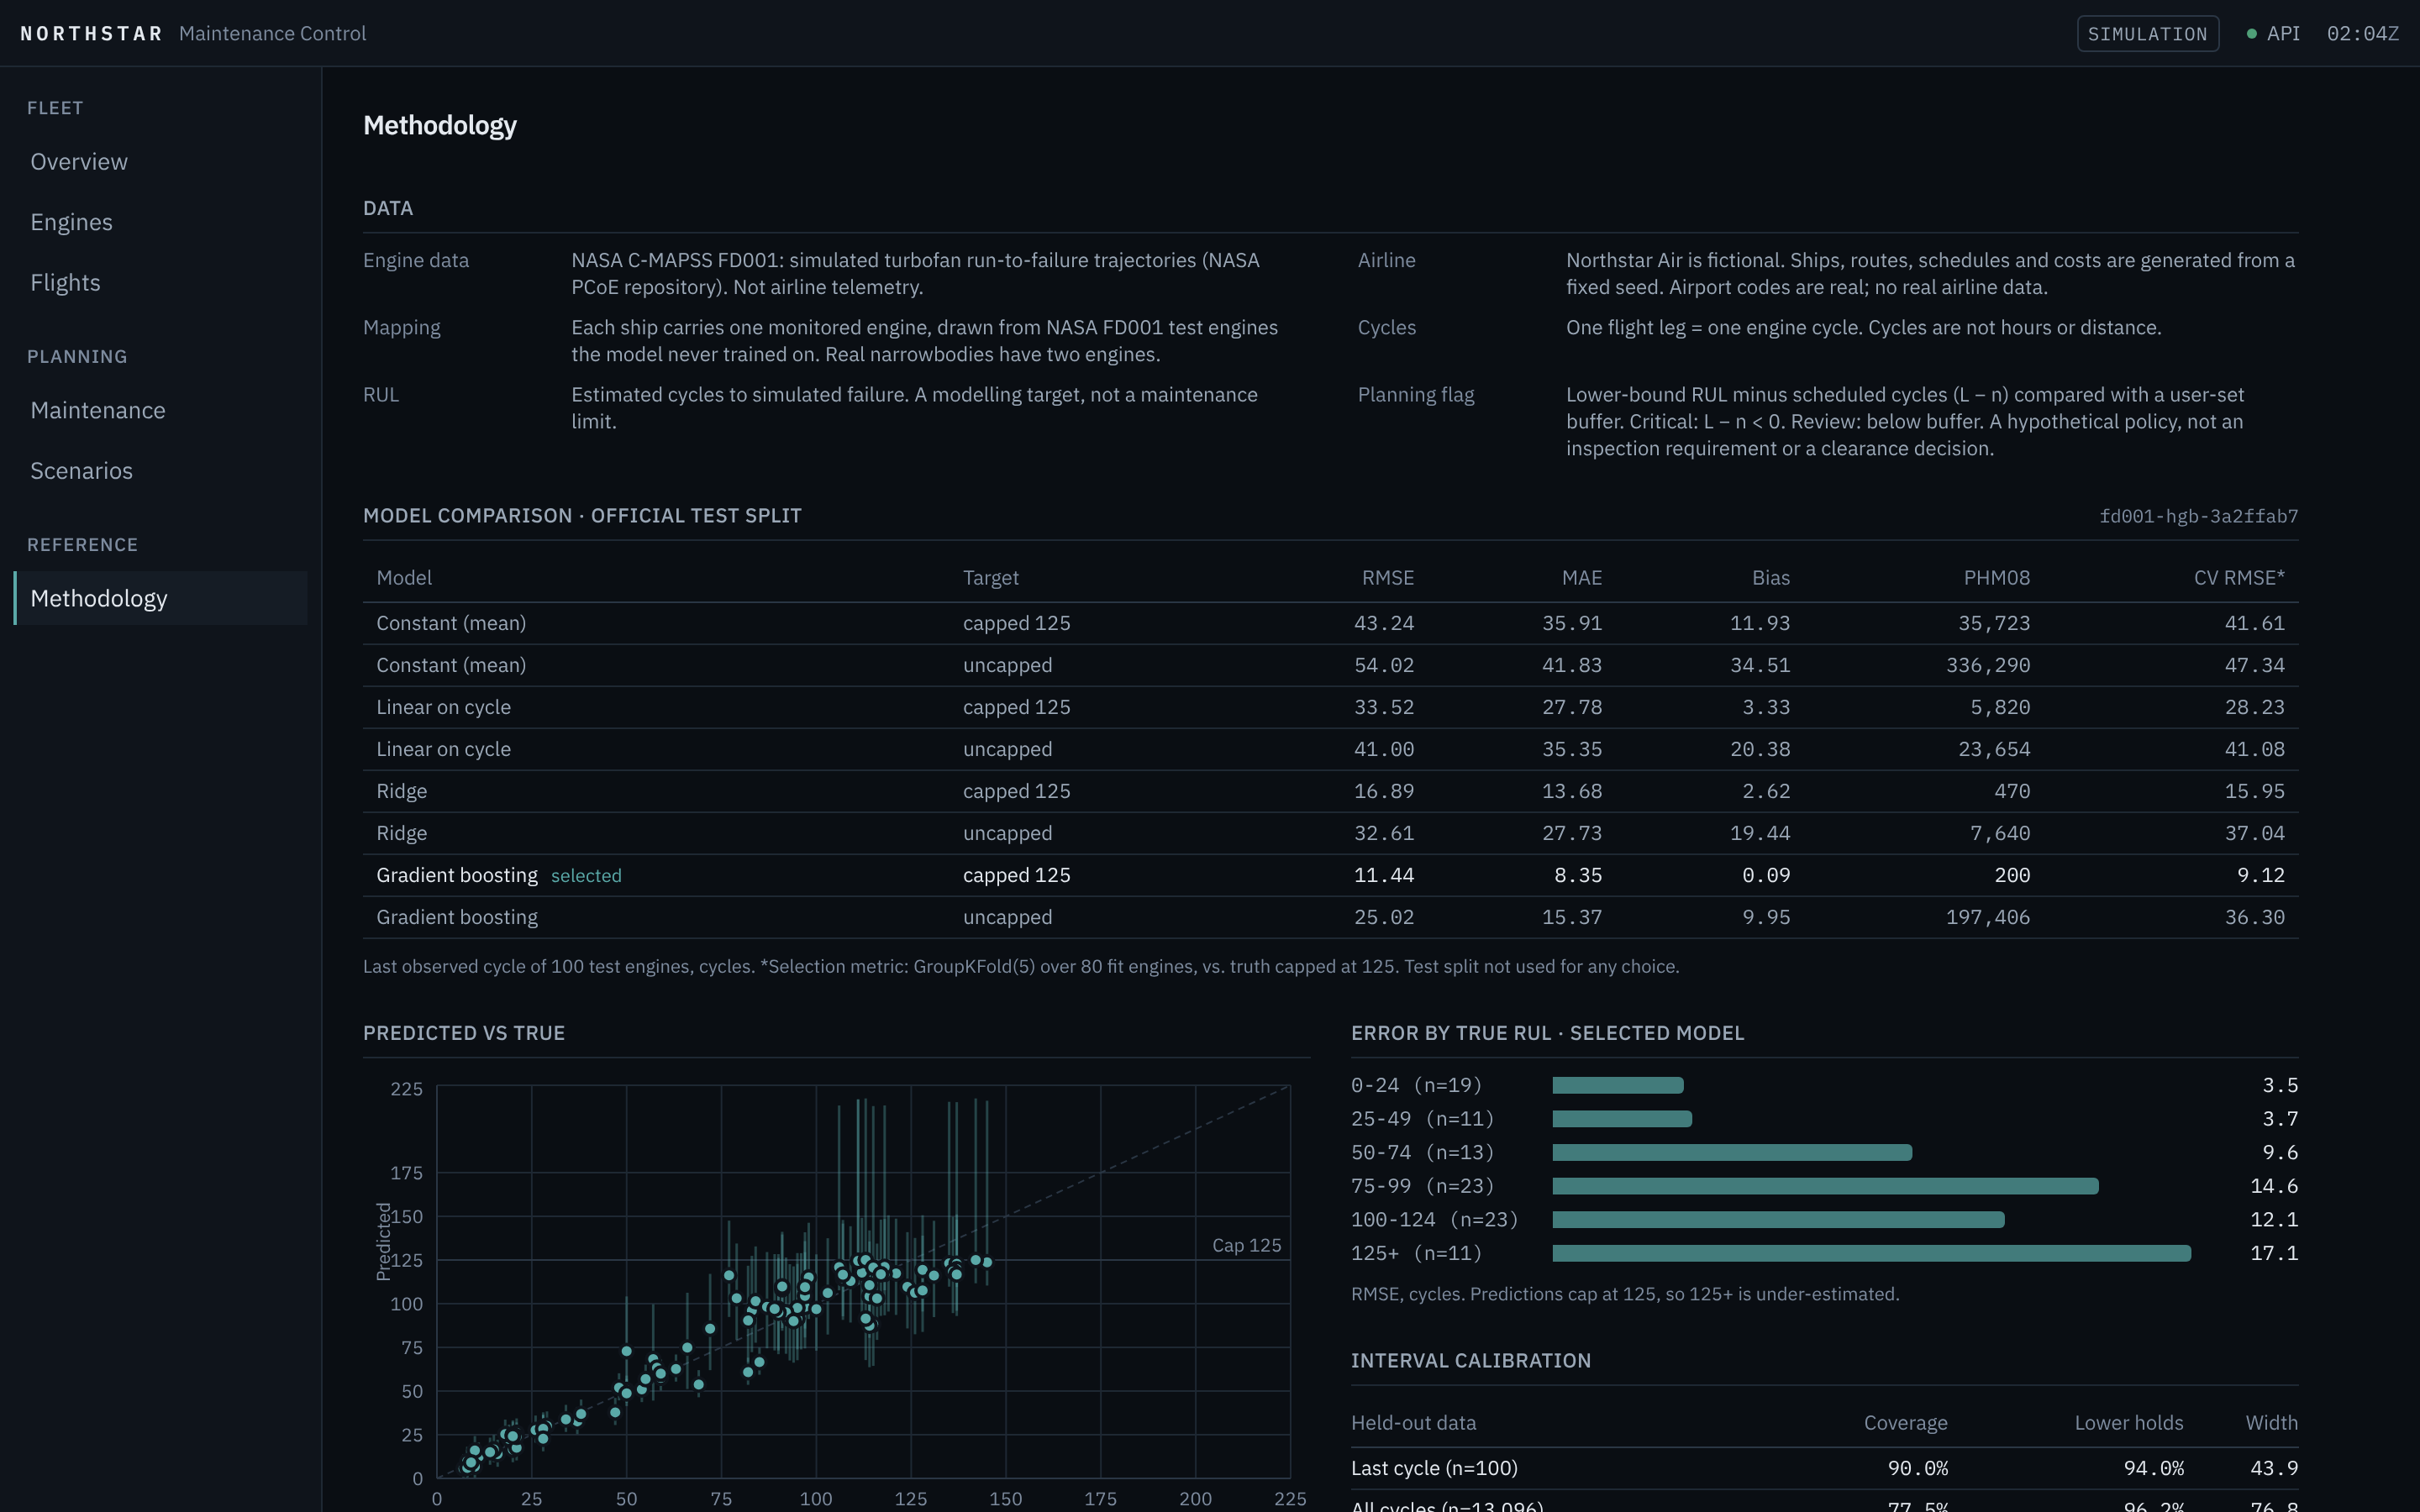 NORTHSTAR Maintenance Control
SIMULATION API 02:04Z
FLEET
Overview
Engines
Flights
PLANNING
Maintenance
Scenarios
REFERENCE
Methodology
Methodology
DATA
Engine data
NASA C-MAPSS FD001: simulated turbofan run-to-failure trajectories (NASA
PCoE repository). Not airline telemetry.
Airline
Northstar Air is fictional. Ships, routes, schedules and costs are generated from a
fixed seed. Airport codes are real; no real airline data.
Mapping
Each ship carries one monitored engine, drawn from NASA FD001 test engines
the model never trained on. Real narrowbodies have two engines.
Cycles
One flight leg = one engine cycle. Cycles are not hours or distance.
RUL
Estimated cycles to simulated failure. A modelling target, not a maintenance
limit.
Planning flag
Lower-bound RUL minus scheduled cycles (L − n) compared with a user-set
buffer. Critical: L − n < 0. Review: below buffer. A hypothetical policy, not an
inspection requirement or a clearance decision.
MODEL COMPARISON · OFFICIAL TEST SPLIT fd001-hgb-3a2ffab7
Model Target RMSE MAE Bias PHM08 CV RMSE*
Constant (mean) capped 125 43.24 35.91 11.93 35,723 41.61
Constant (mean) uncapped 54.02 41.83 34.51 336,290 47.34
Linear on cycle capped 125 33.52 27.78 3.33 5,820 28.23
Linear on cycle uncapped 41.00 35.35 20.38 23,654 41.08
Ridge capped 125 16.89 13.68 2.62 470 15.95
Ridge uncapped 32.61 27.73 19.44 7,640 37.04
Gradient boosting selected capped 125 11.44 8.35 0.09 200 9.12
Gradient boosting uncapped 25.02 15.37 9.95 197,406 36.30
Last observed cycle of 100 test engines, cycles. *Selection metric: GroupKFold(5) over 80 fit engines, vs. truth capped at 125. Test split not used for any choice.
PREDICTED VS TRUE
Predicted
225
175
150
125
100
75
50
25
0
Cap 125
0 25 50 75 100 125 150 175 200 225
ERROR BY TRUE RUL · SELECTED MODEL
0-24 (n=19) 3.5
25-49 (n=11) 3.7
50-74 (n=13) 9.6
75-99 (n=23) 14.6
100-124 (n=23) 12.1
125+ (n=11) 17.1
RMSE, cycles. Predictions cap at 125, so 125+ is under-estimated.
INTERVAL CALIBRATION
Held-out data Coverage Lower holds Width
Last cycle (n=100) 90.0% 94.0% 43.9
All cycles (n=13,096) 77.5% 96.2% 76.8